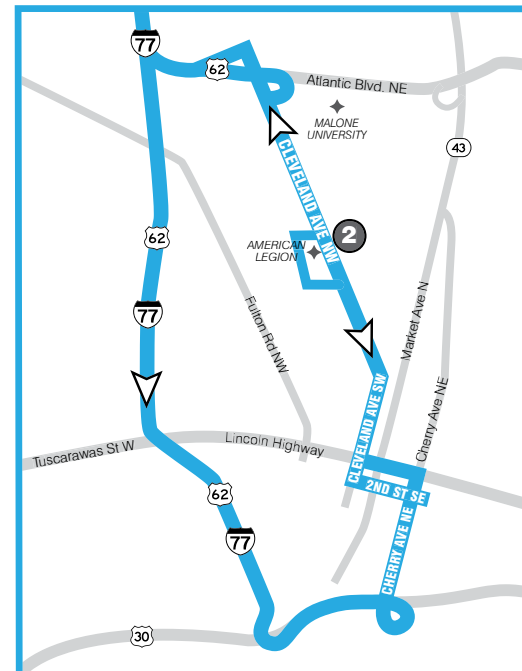 77
62
Atlantic Blvd. NE
MALONE
UNIVERSITY
43
CLEVELAND AVE NW
2
62
AMERICAN
LEGION
77
Fulton Rd NW
Market Ave N
CLEVELAND AVE SW
Cherry Ave NE
Lincoln Highway
Tuscarawas St W
2ND ST SE
62
77
CHERRY AVE NE
30